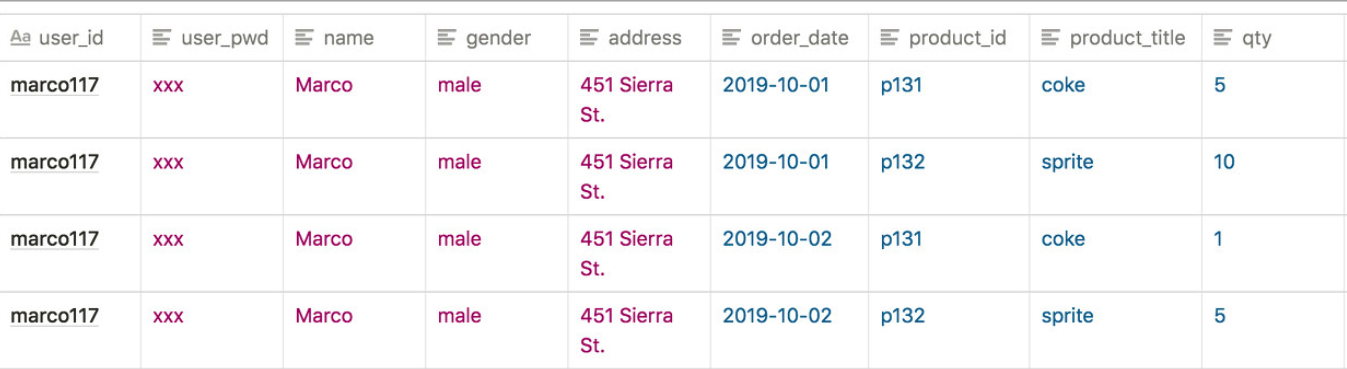 Aa user_id user_pwd name gender address order_date product_id product_title qty
marco117 xxx Marco male 451 Sierra 2019-10-01 p131 coke 5
St.
marco117 xxx Marco male 451 Sierra 2019-10-01 p132 sprite 10
St.
marco117 xxx Marco male 451 Sierra 2019-10-02 p131 coke 1
St.
marco117 xxx Marco male 451 Sierra 2019-10-02 p132 sprite 5
St.